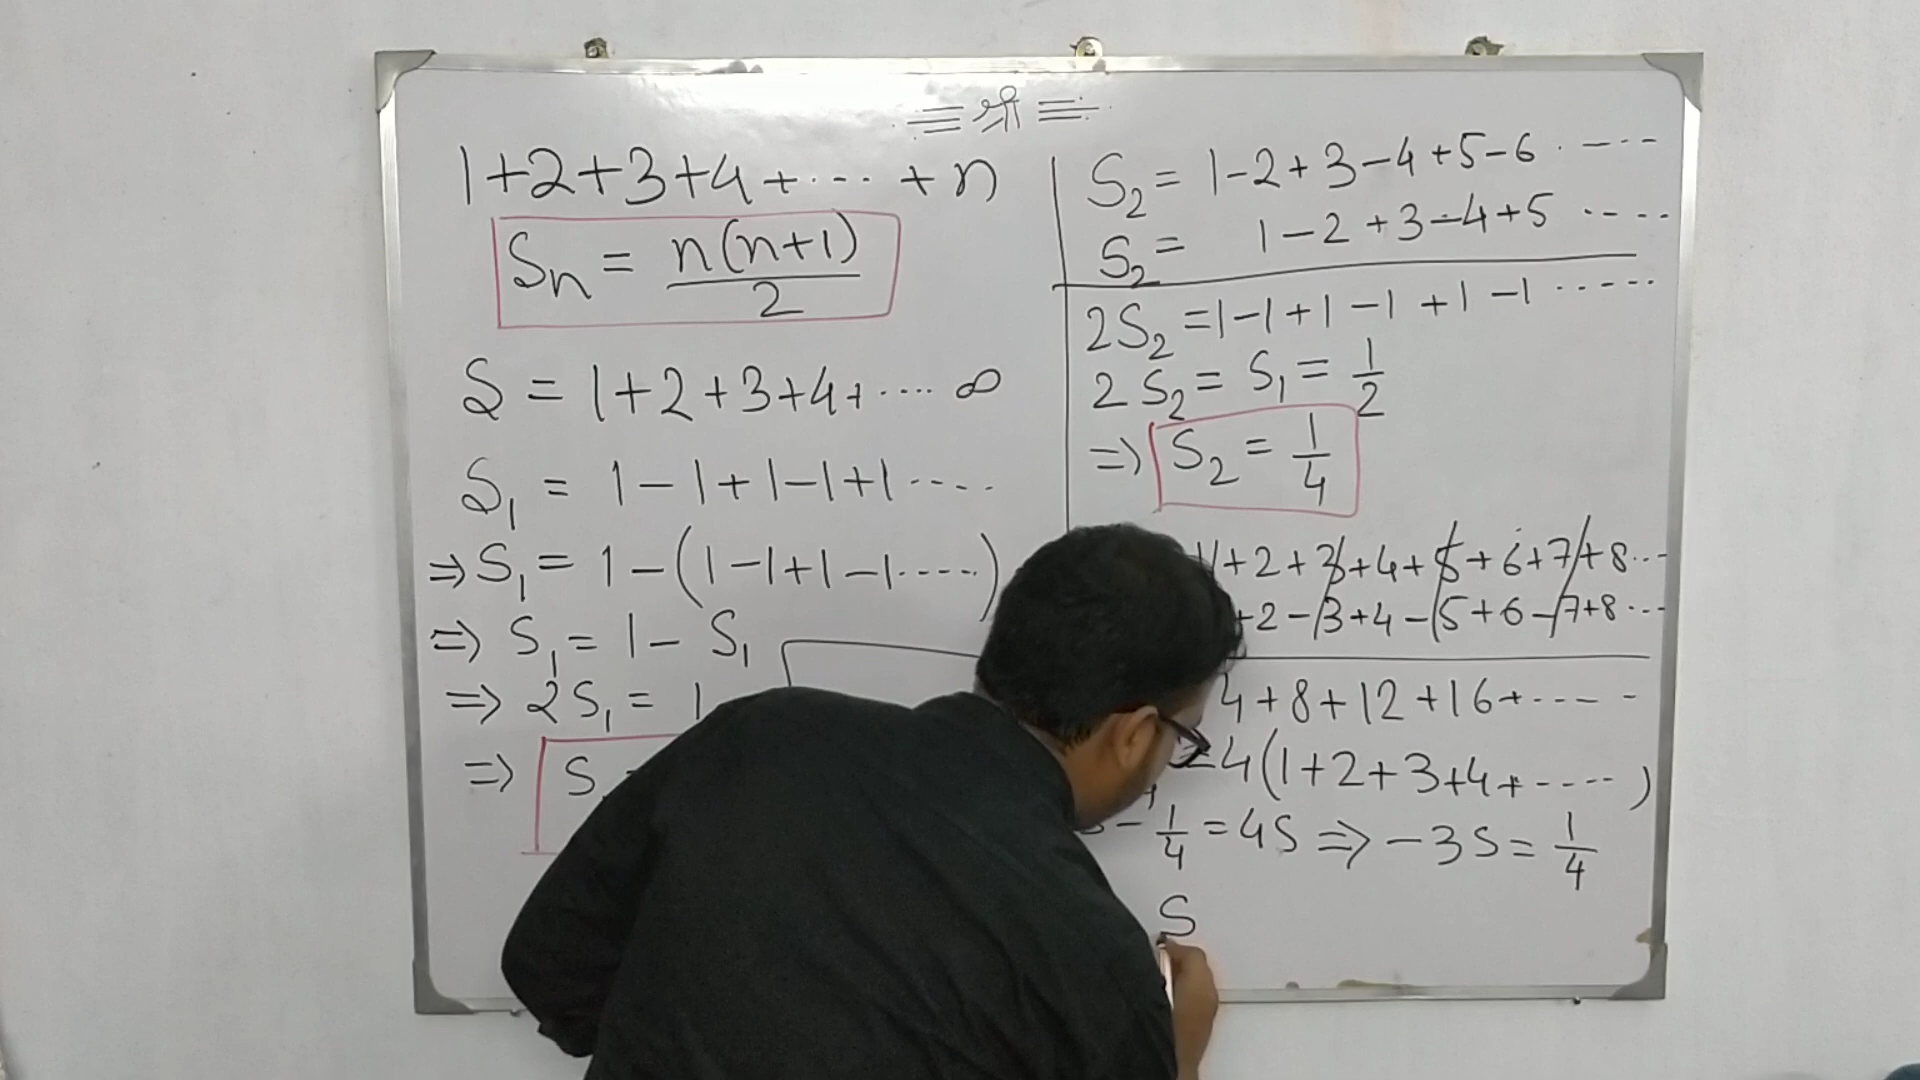 श्री
1+2+3+4+.... +n
Sn = n(n+1)/2
S = 1+2+3+4+.... ∞
S₁ = 1-1+1-1+1....
⇒ S₁ = 1-(1-1+1-1.....)
⇒ S₁ = 1- S₁
⇒ 2S₁ = 1
⇒ S
S₂ = 1-2+3-4+5-6.....
S₂ = 1-2+3-4+5.....
2S₂ = 1-1+1-1+1-1.....
2S₂ = S₁ = 1/2
⇒ S₂ = 1/4
1+2+3+4+5+6+7+8...
+2-3+4-5+6-7+8...
4+8+12+16+.....
=4(1+2+3+4+.....)
S-1/4 = 4S ⇒ -3S = 1/4
S